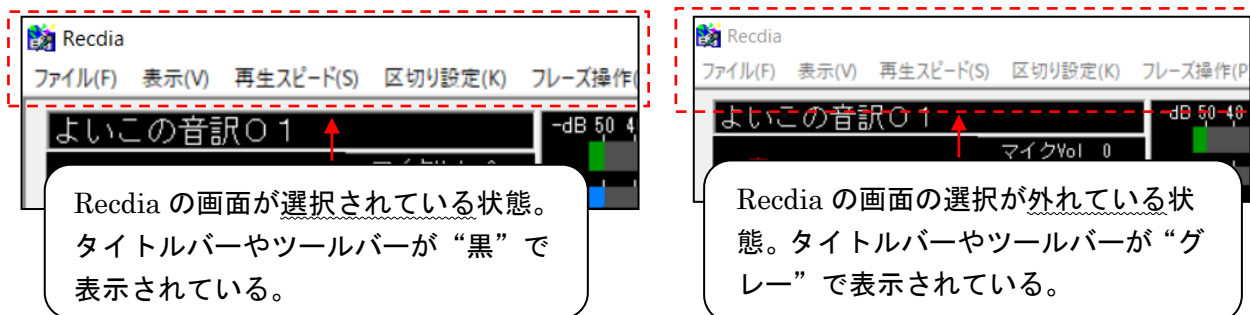 Recdia
ファイル(F) 表示(V) 再生スピード(S) 区切り設定(K) フレーズ操作(
よいこの音訳０１
-dB 50 4
Recdia の画面が選択されている状態。
タイトルバーやツールバーが“黒”で
表示されている。
Recdia
ファイル(F) 表示(V) 再生スピード(S) 区切り設定(K) フレーズ操作(P
よいこの音訳０１
-dB 50 40
マイクVol 0
Recdia の画面の選択が外れている状
態。タイトルバーやツールバーが“グ
レー”で表示されている。